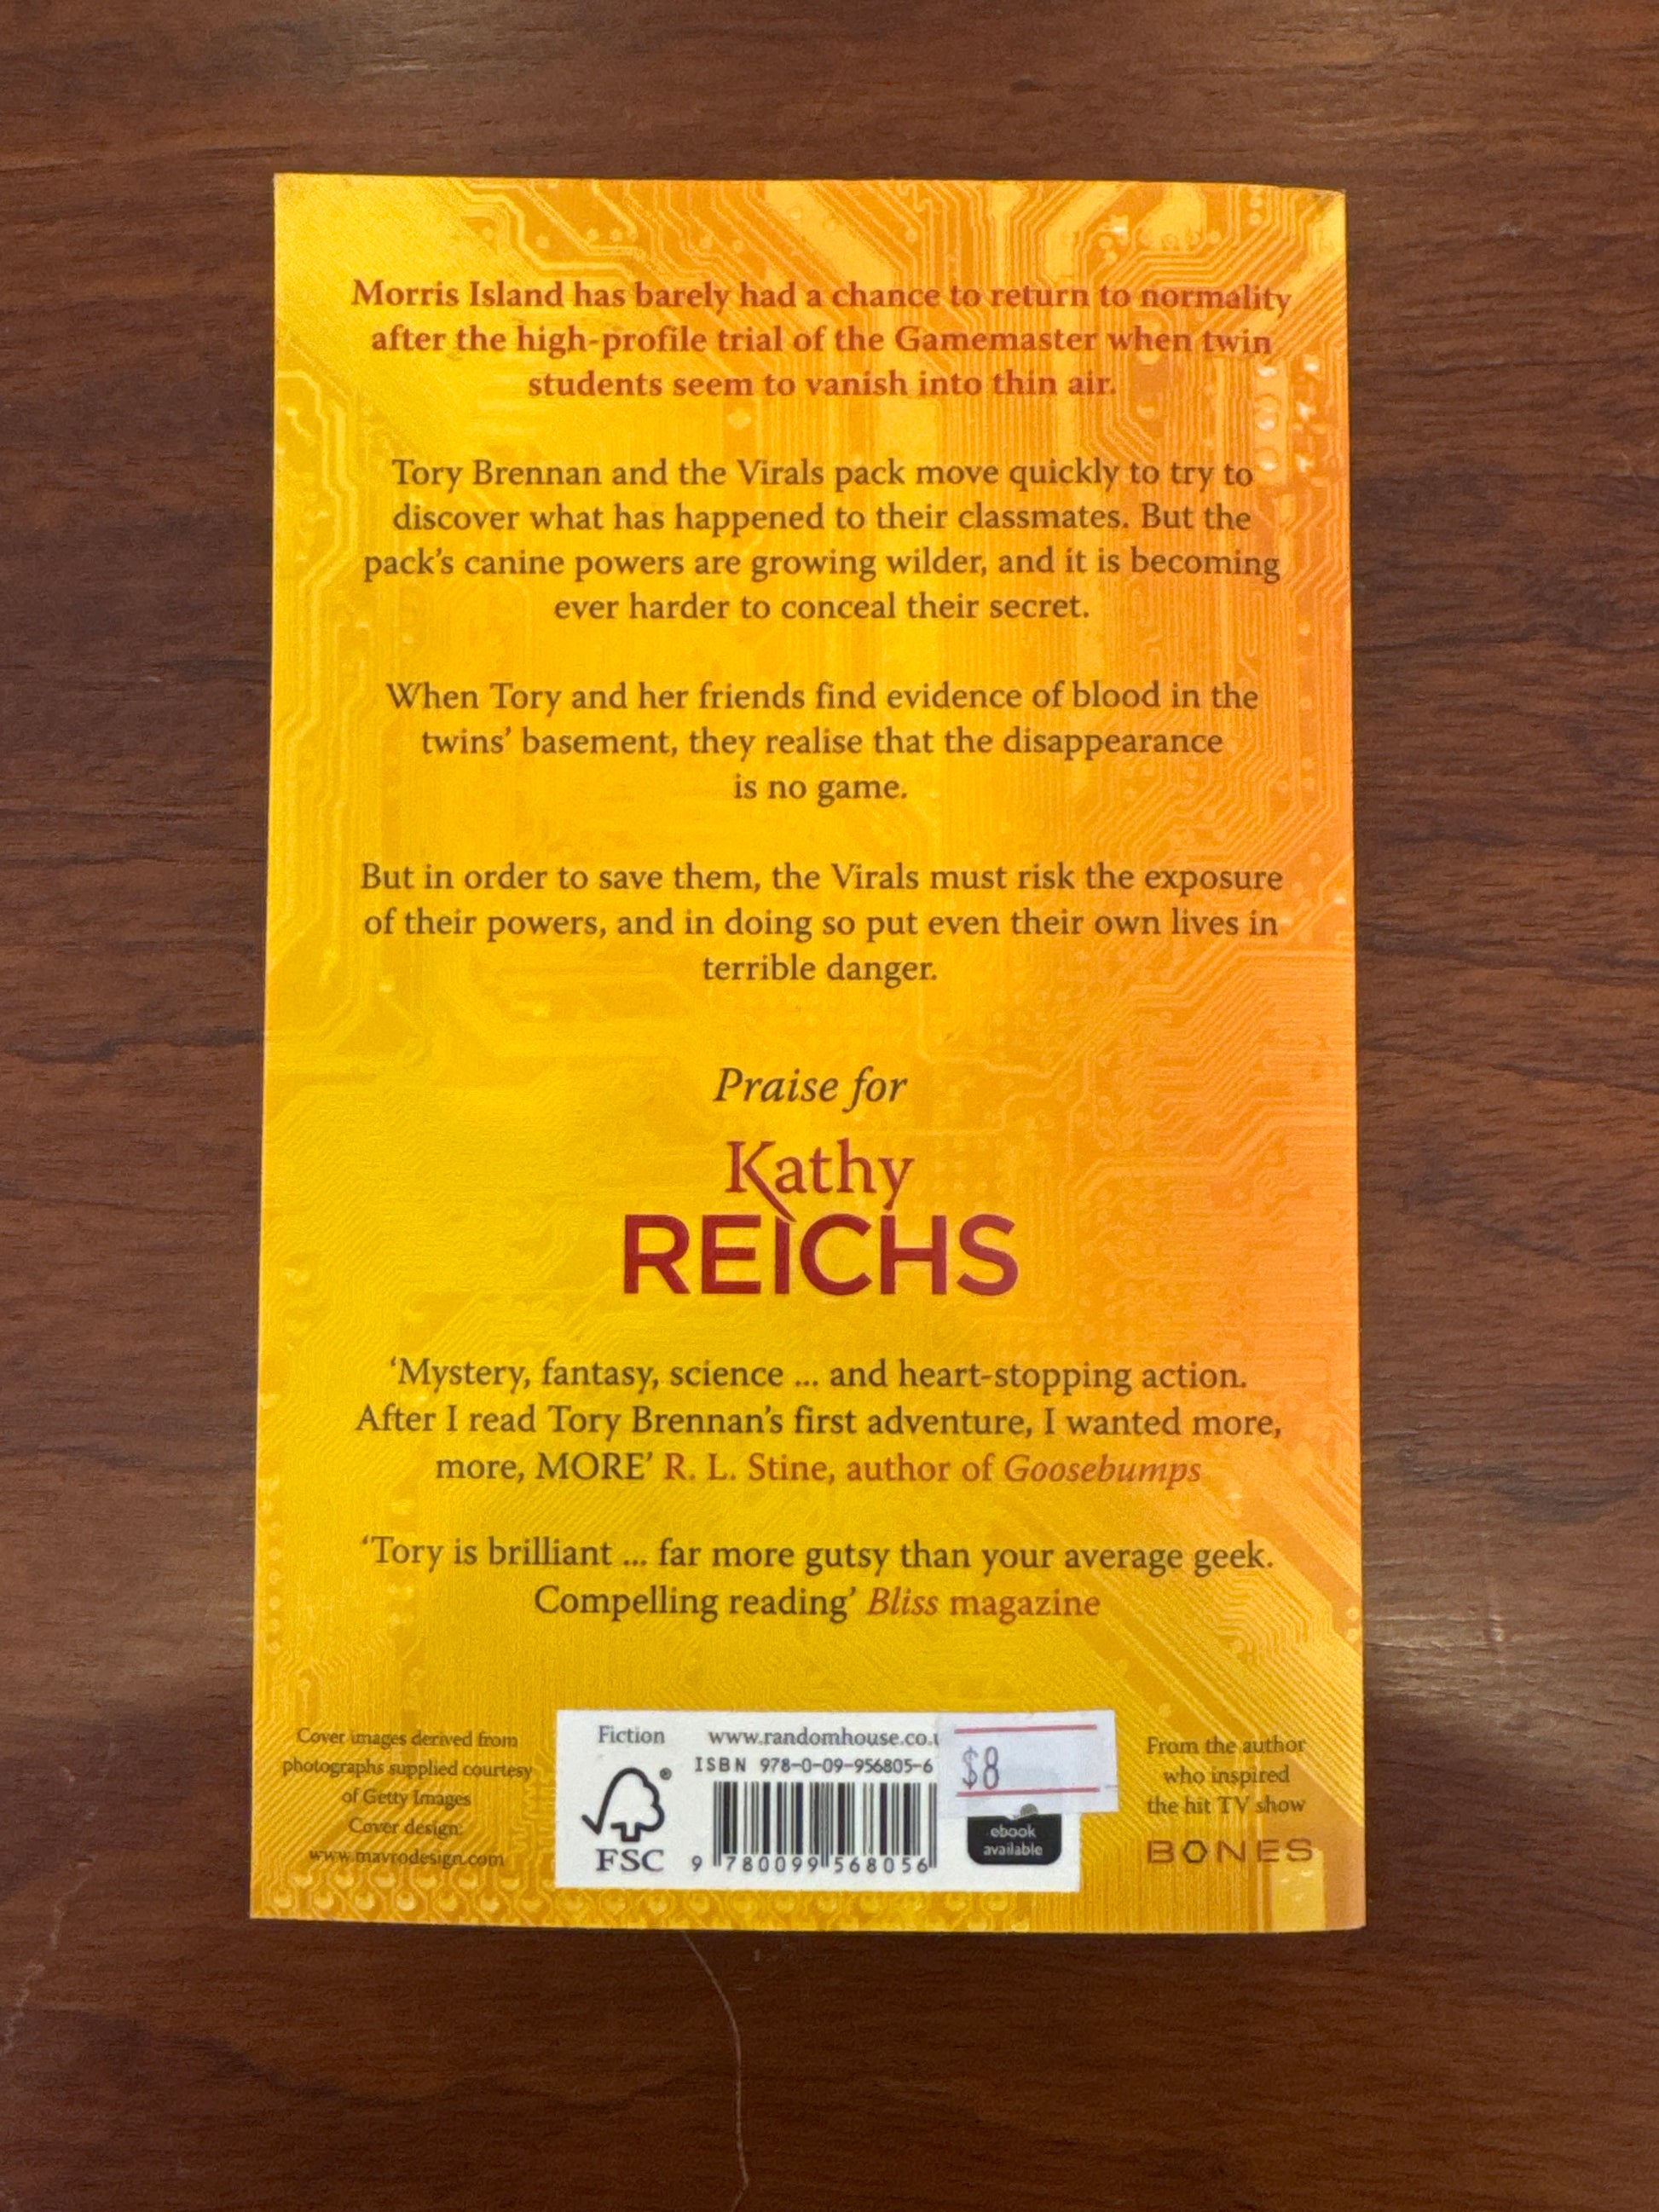 Morris Island has barely had a chance to return to normality
after the high-profile trial of the Gamemaster when twin
students seem to vanish into thin air.
Tory Brennan and the Virals pack move quickly to try to
discover what has happened to their classmates. But the
pack's canine powers are growing wilder, and it is becoming
ever harder to conceal their secret.
When Tory and her friends find evidence of blood in the
twins' basement, they realise that the disappearance
is no game.
But in order to save them, the Virals must risk the exposure
of their powers, and in doing so put even their own lives in
terrible danger.
Praise for
Kathy
REICHS
‘Mystery, fantasy, science ... and heart-stopping action.
After I read Tory Brennan’s first adventure, I wanted more,
more, MORE’ R. L. Stine, author of Goosebumps
‘Tory is brilliant ... far more gutsy than your average geek.
Compelling reading’ Bliss magazine
Cover images derived from
photographs supplied courtesy
of Getty Images
Cover design:
www.mavrodesign.com
Fiction
www.randomhouse.co.
ISBN 978-0-09-956805-6
FSC
®
9 780099 568056
$8
ebook
available
From the author
who inspired
the hit TV show
BONES